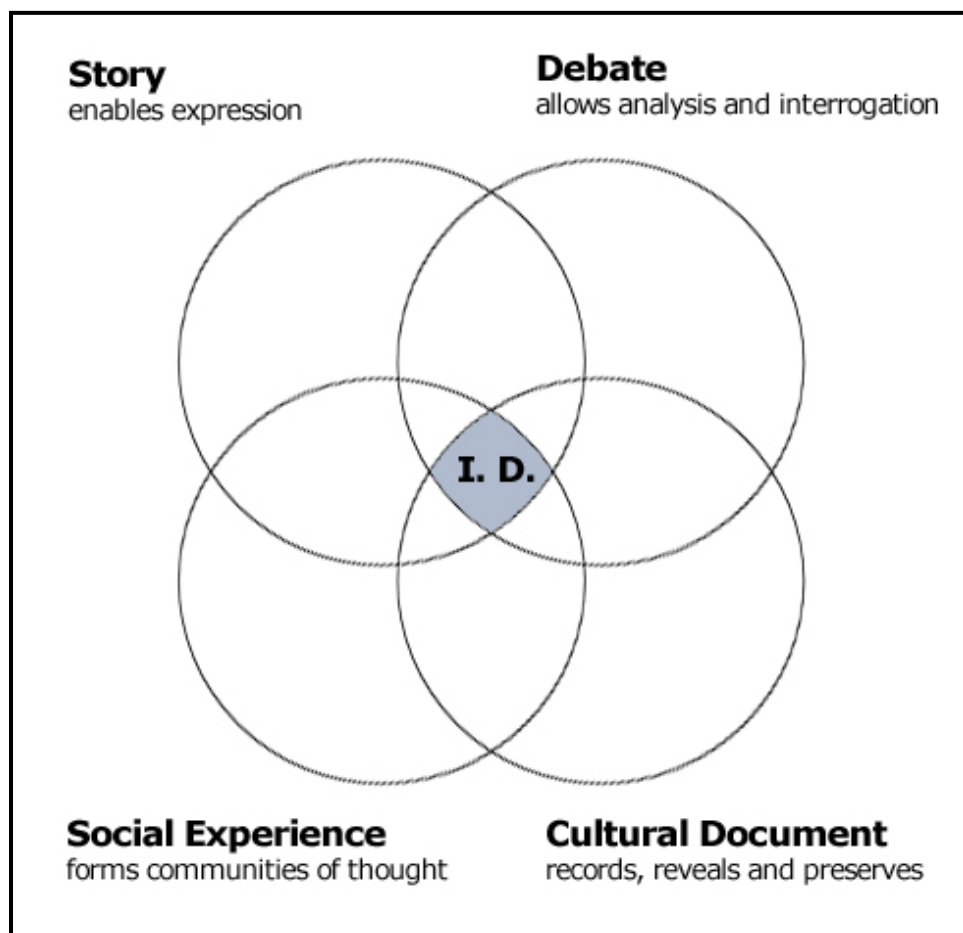 Story
enables expression
Debate
allows analysis and interrogation
I. D.
Social Experience
forms communities of thought
Cultural Document
records, reveals and preserves